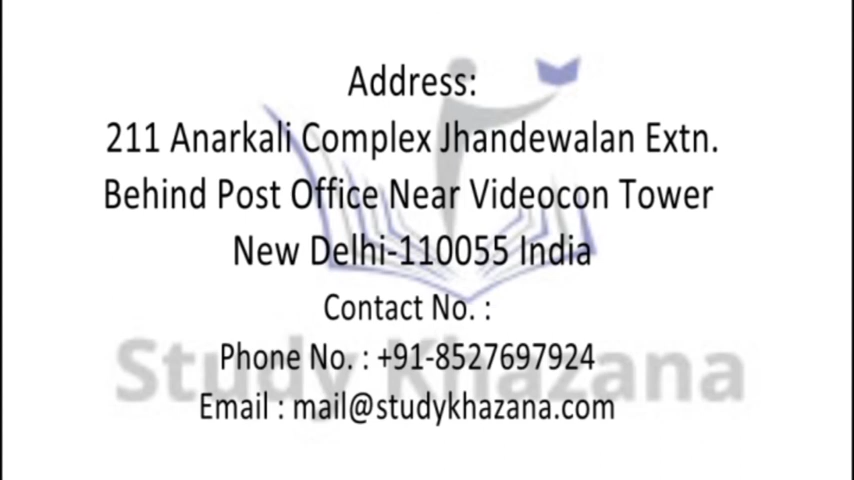 Address:
211 Anarkali Complex Jhandewalan Extn.
Behind Post Office Near Videocon Tower
New Delhi-110055 India
Contact No. :
Phone No. : +91-8527697924
Email : mail@studykhazana.com
Study Khazana